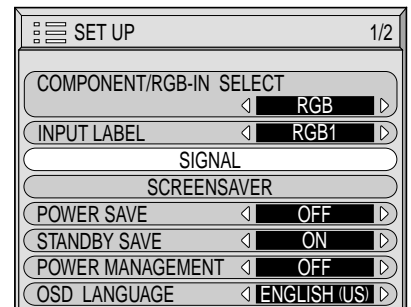 SET UP 1/2
COMPONENT/RGB-IN SELECT
RGB
INPUT LABEL RGB1
SIGNAL
SCREENSAVER
POWER SAVE OFF
STANDBY SAVE ON
POWER MANAGEMENT OFF
OSD LANGUAGE ENGLISH (US)